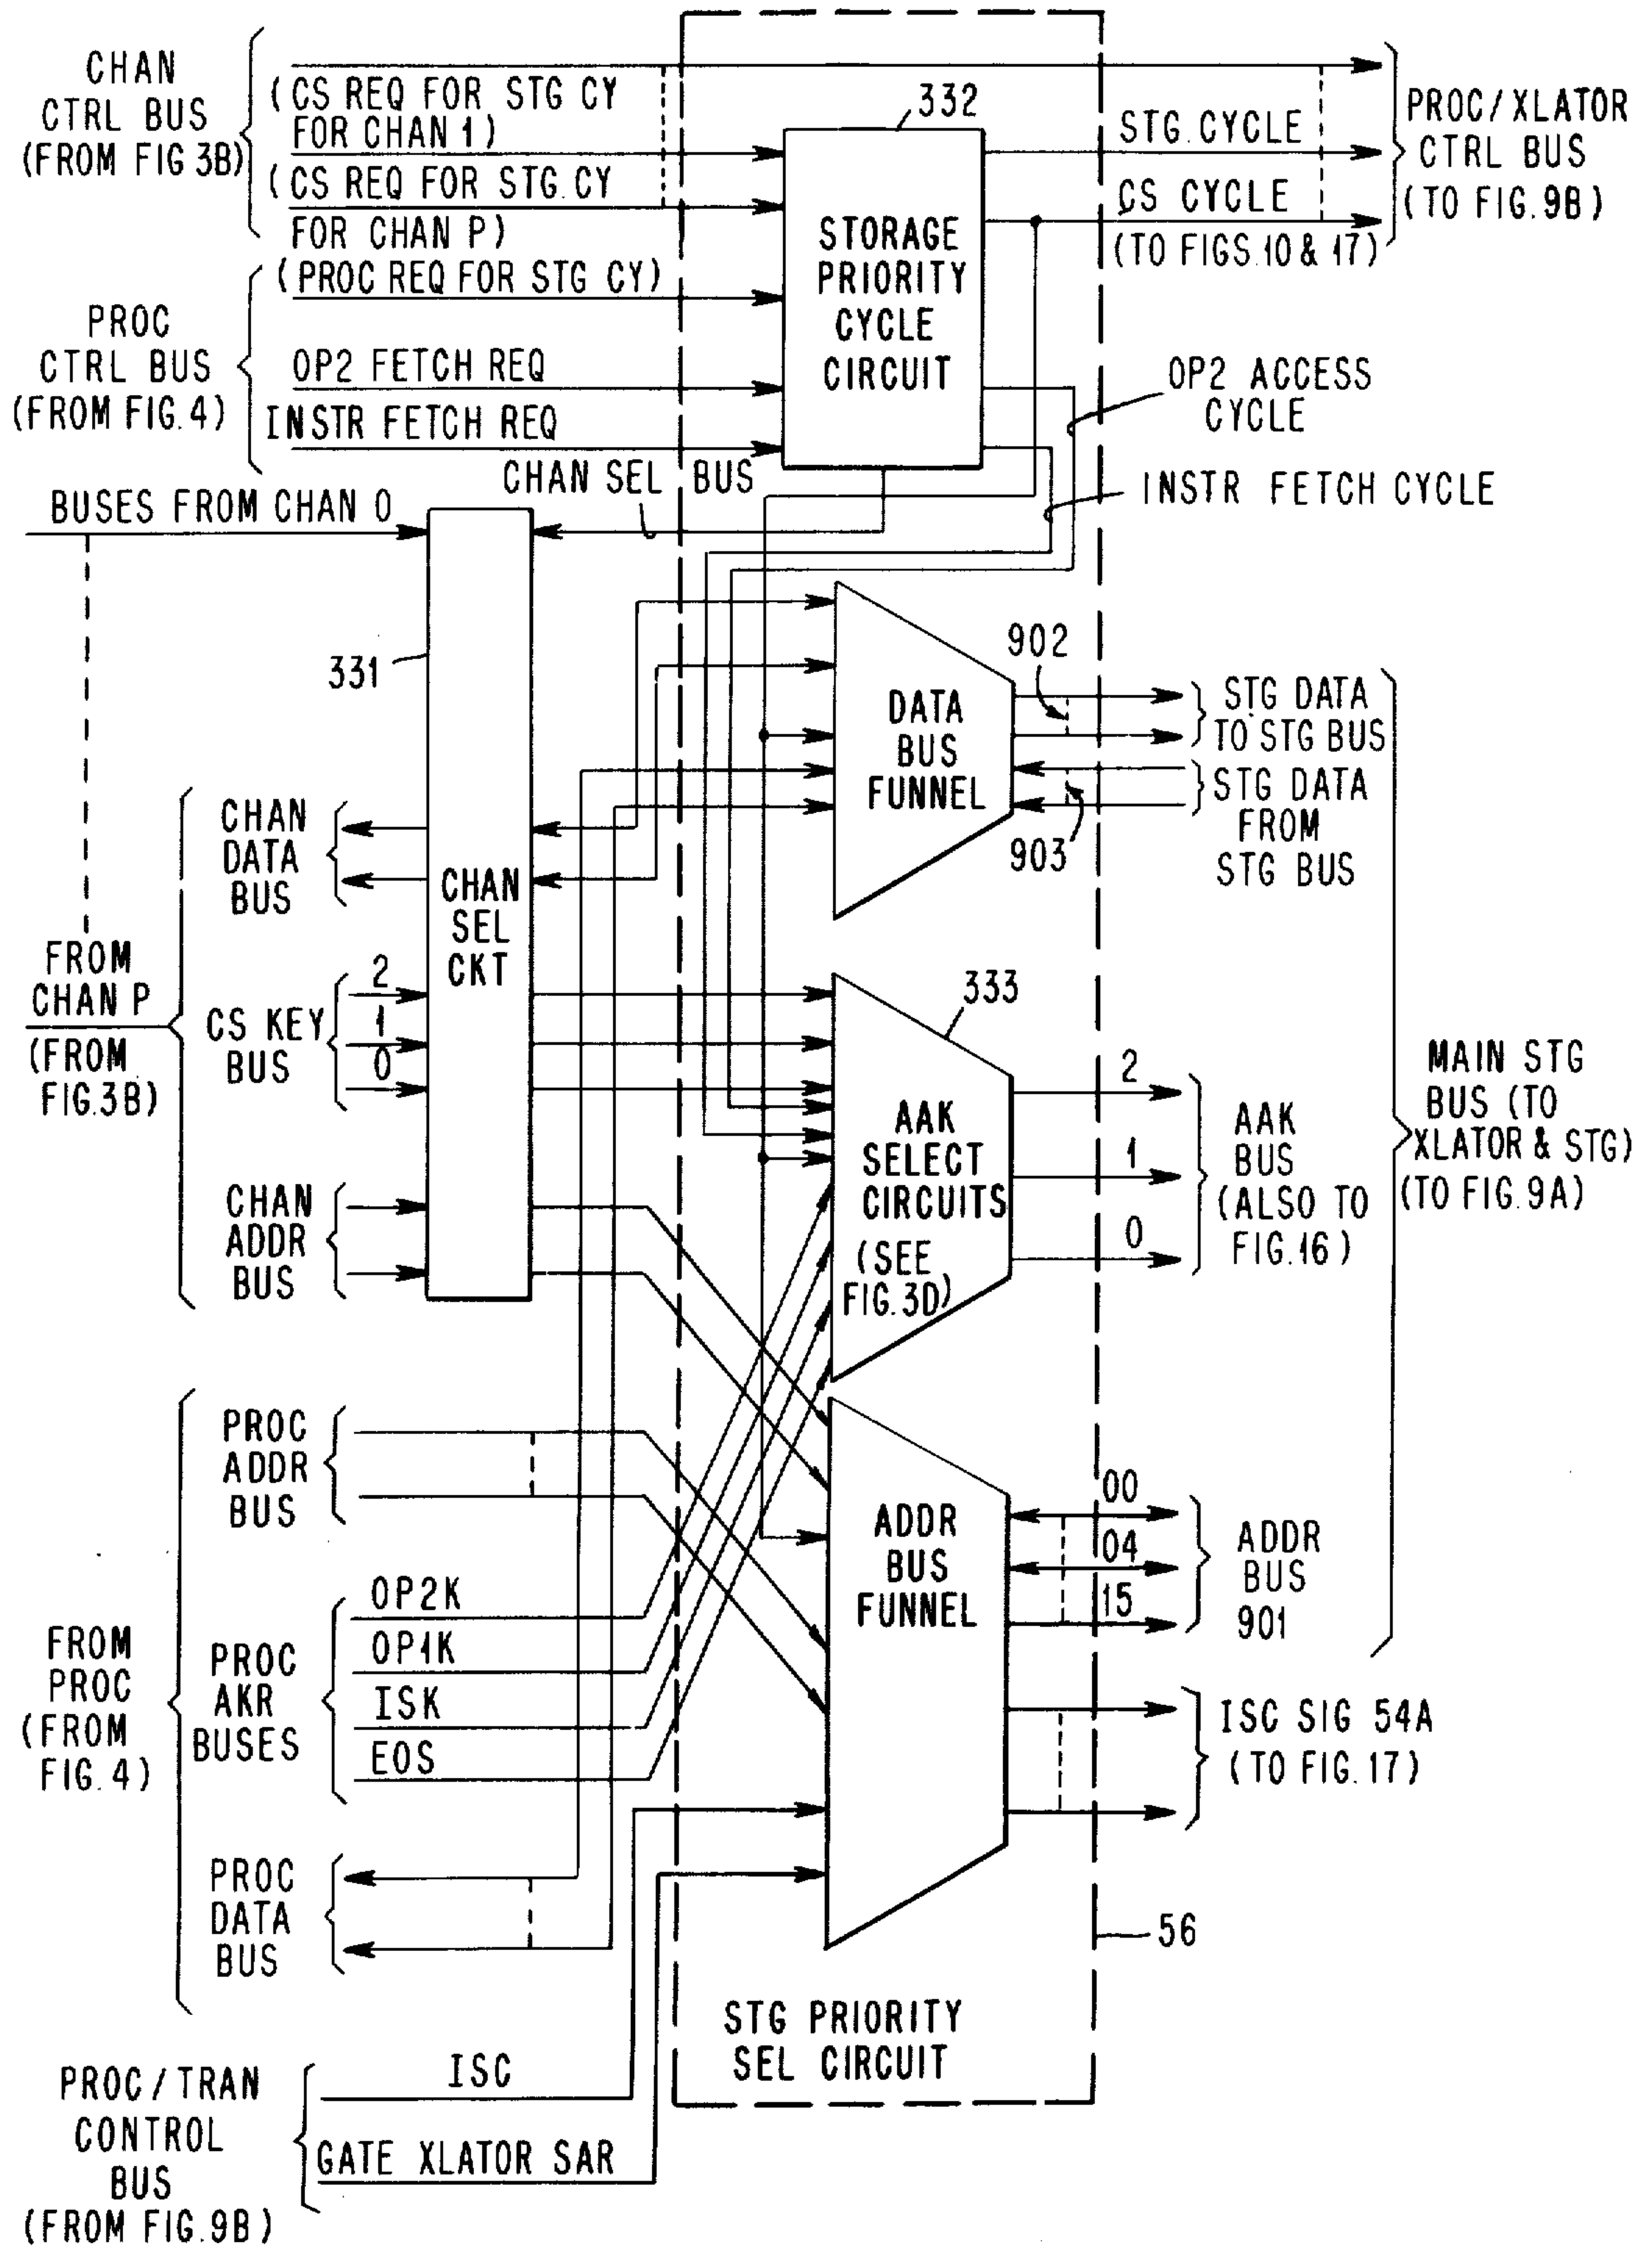 CHAN
CTRL BUS
(FROM FIG 3B)
(CS REQ FOR STG CY
FOR CHAN 1)
(CS REQ FOR STG. CY
FOR CHAN P)
PROC
CTRL BUS
(FROM FIG. 4)
(PROC REQ FOR STG CY)
OP2 FETCH REQ
INSTR FETCH REQ
332
STORAGE
PRIORITY
CYCLE
CIRCUIT
STG. CYCLE
CS CYCLE
(TO FIGS. 10 & 17)
PROC/XLATOR
CTRL BUS
(TO FIG. 9B)
OP2 ACCESS
CYCLE
INSTR FETCH CYCLE
CHAN SEL BUS
BUSES FROM CHAN 0
331
CHAN
SEL
CKT
FROM
CHAN P
(FROM
FIG. 3B)
CHAN
DATA
BUS
CS KEY
BUS
2
1
0
CHAN
ADDR
BUS
DATA
BUS
FUNNEL
902
903
STG DATA
TO STG BUS
STG DATA
FROM
STG BUS
333
AAK
SELECT
CIRCUITS
(SEE
FIG. 3D)
2
1
0
AAK
BUS
(ALSO TO
FIG. 16)
MAIN STG
BUS (TO
XLATOR & STG)
(TO FIG. 9A)
FROM
PROC
(FROM
FIG. 4)
PROC
ADDR
BUS
PROC
AKR
BUSES
OP2K
OP1K
ISK
EOS
PROC
DATA
BUS
ADDR
BUS
FUNNEL
00
04
15
ADDR
BUS
901
ISC SIG 54A
(TO FIG. 17)
56
STG PRIORITY
SEL CIRCUIT
PROC / TRAN
CONTROL
BUS
(FROM FIG. 9B)
ISC
GATE XLATOR SAR